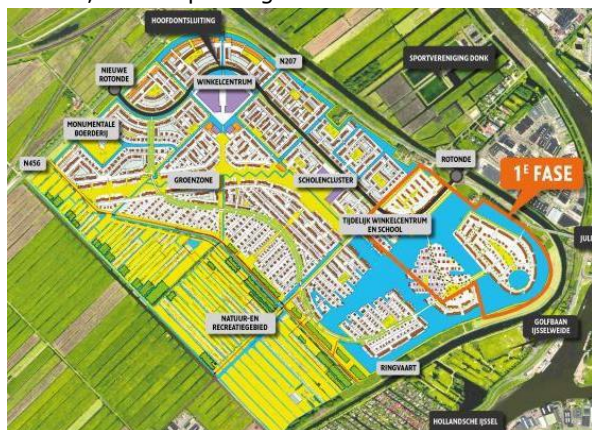 HOOFDONTSLUITING
N207
SPORTVERENIGING DONK
NIEUWE
ROTONDE
WINKELCENTRUM
MONUMENTALE
BOERDERIJ
N456
ROTONDE
1E FASE
GROENZONE
SCHOLENCLUSTER
TIJDELIJK WINKELCENTRUM
EN SCHOOL
NATUUR-EN
RECREATIEGEBIED
GOLFBAAN
IJSSELWEIDE
RINGVAART
HOLLANDSCHE IJSSEL